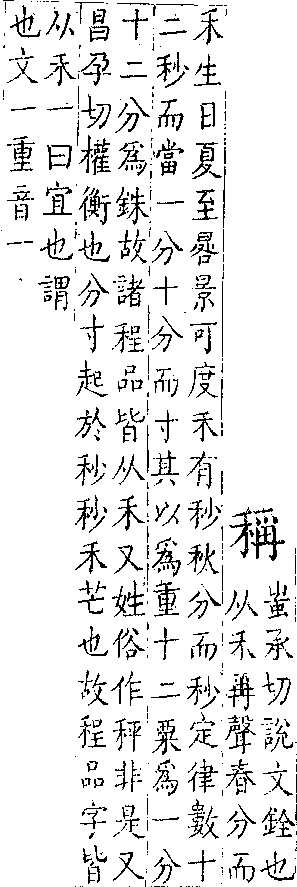 稱
蚩承切說文銓也
从禾爯聲春分而
禾生日夏至晷景可度禾有秒秋分而秒定律數十
二秒而當一分十分而寸其以爲重十二粟爲一分
十二分爲銖故諸程品皆从禾又姓俗作秤非是又
昌孕切權衡也分寸起於秒秒禾芒也故程品字皆
从禾一曰宜也謂
也文一重音一